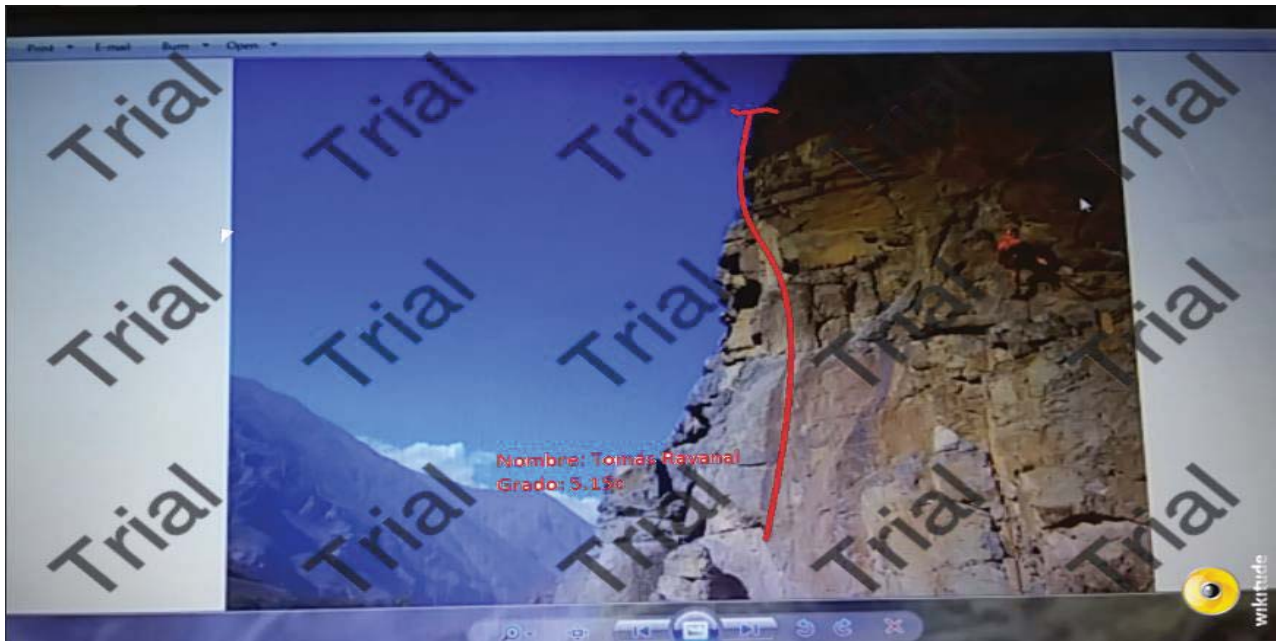 Print E-mail Burn Open
Trial Trial Trial Trial Trial
Trial Trial Trial Trial Trial
Nombre: Tomás Ravanal
Grado: 5.15c
Trial Trial Trial Trial Trial
wikitude